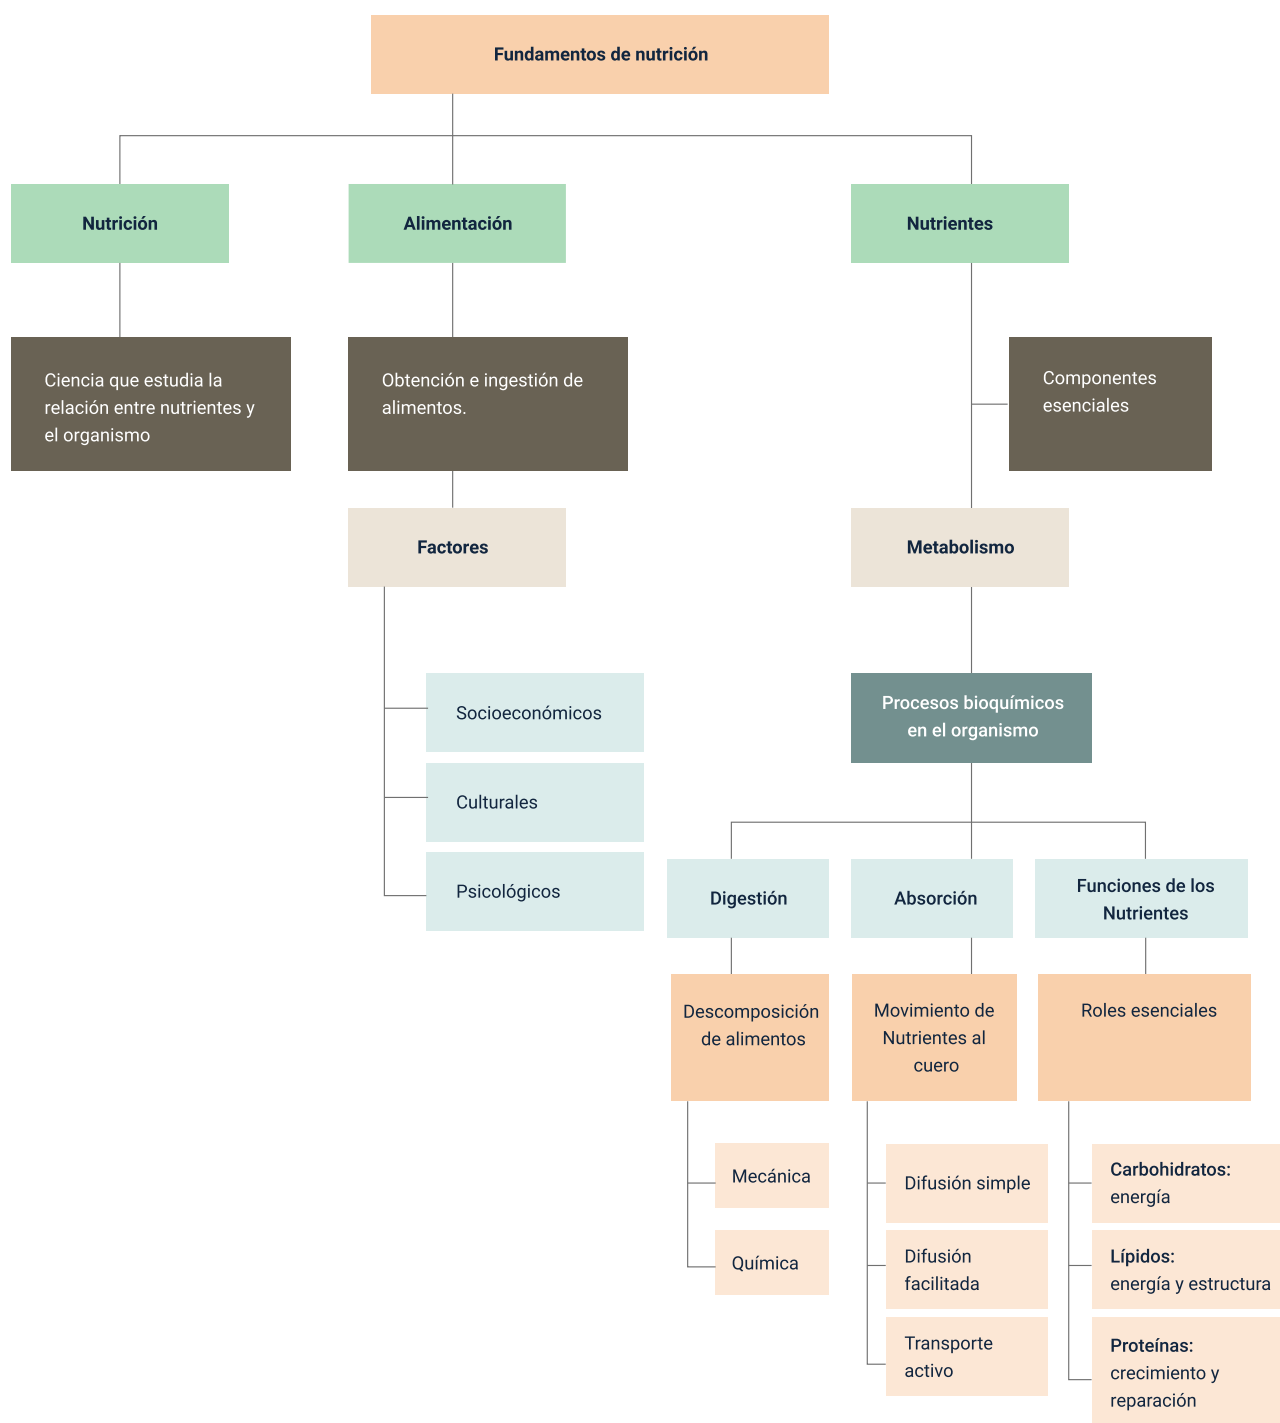 Fundamentos de nutrición
Nutrición
Alimentación
Nutrientes
Ciencia que estudia la
relación entre nutrientes y
el organismo
Obtención e ingestión de
alimentos.
Componentes
esenciales
Factores
Metabolismo
Socioeconómicos
Culturales
Psicológicos
Procesos bioquímicos
en el organismo
Digestión
Absorción
Funciones de los
Nutrientes
Descomposición
de alimentos
Movimiento de
Nutrientes al
cuero
Roles esenciales
Mecánica
Química
Difusión simple
Difusión
facilitada
Transporte
activo
Carbohidratos:
energía
Lípidos:
energía y estructura
Proteínas:
crecimiento y
reparación